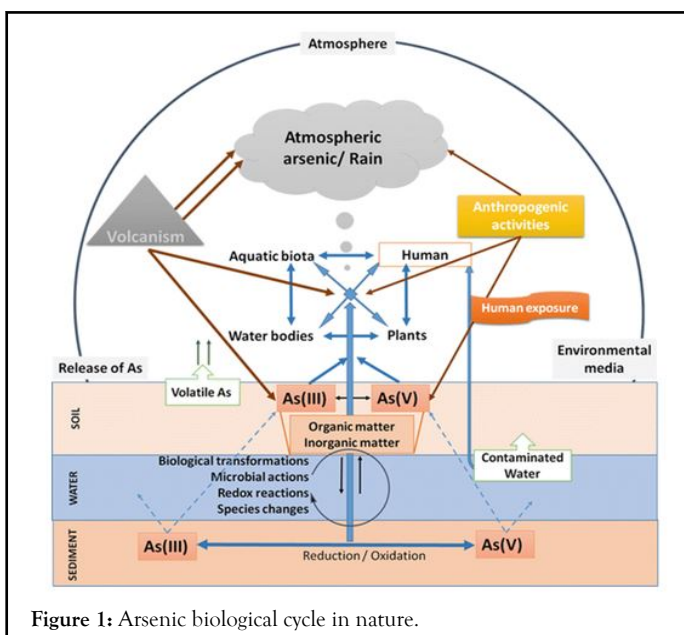 Atmosphere
Atmospheric
arsenic/ Rain
Volcanism
Anthropogenic
activities
Aquatic biota
Human
Human exposure
Water bodies
Plants
Release of As
Environmental
media
Volatile As
SOIL
As(III)
As(V)
Organic matter
Inorganic matter
Contaminated
Water
WATER
Biological transformations
Microbial actions
Redox reactions
Species changes
SEDIMENT
As(III)
As(V)
Reduction / Oxidation
Figure 1: Arsenic biological cycle in nature.